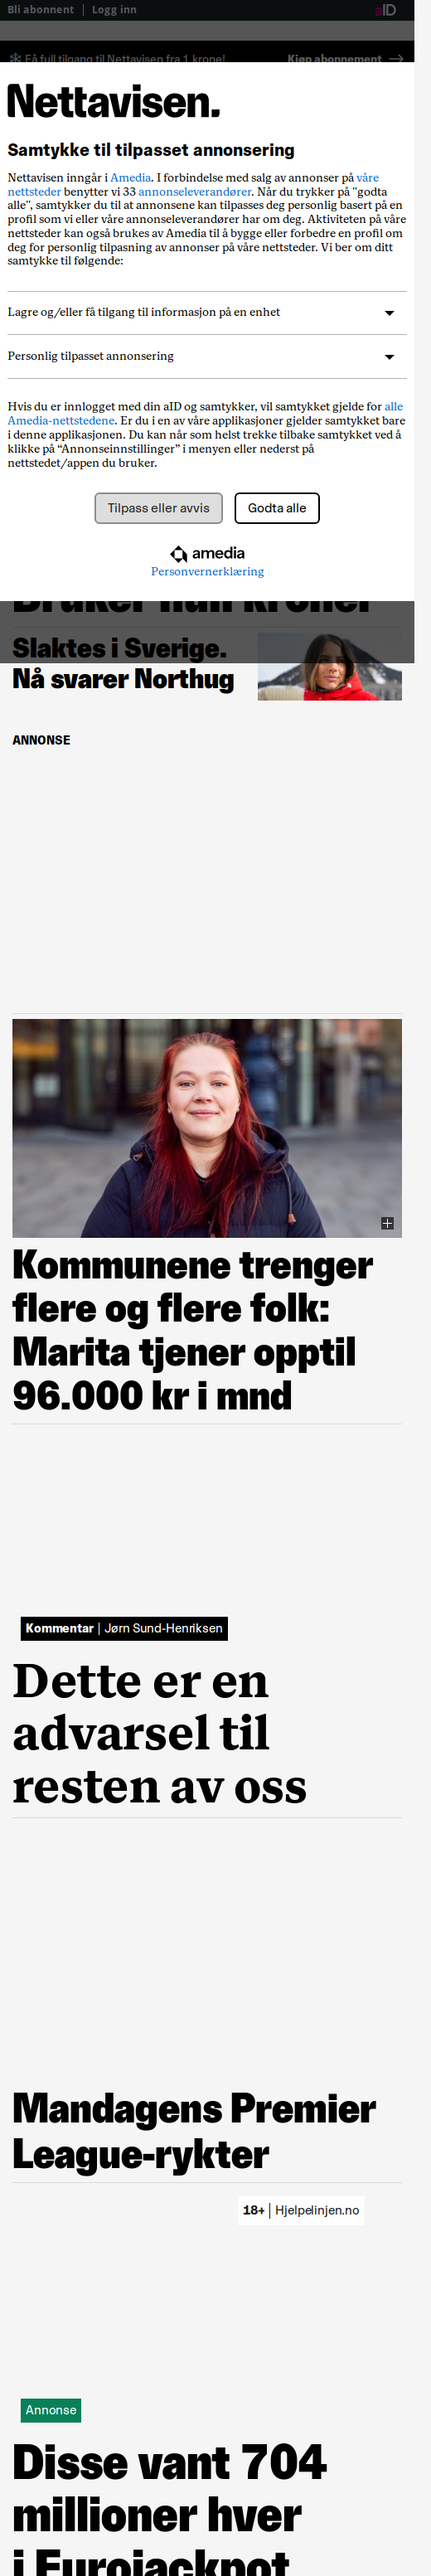 Bli abonnent | Logg inn aID
Få full tilgang til Nettavisen fra 1 krone! Kjøp abonnement →
Nettavisen.
Samtykke til tilpasset annonsering
Nettavisen inngår i Amedia. I forbindelse med salg av annonser på våre
nettsteder benytter vi 33 annonseleverandører. Når du trykker på "godta
alle", samtykker du til at annonsene kan tilpasses deg personlig basert på en
profil som vi eller våre annonseleverandører har om deg. Aktiviteten på våre
nettsteder kan også brukes av Amedia til å bygge eller forbedre en profil om
deg for personlig tilpasning av annonser på våre nettsteder. Vi ber om ditt
samtykke til følgende:
Lagre og/eller få tilgang til informasjon på en enhet
Personlig tilpasset annonsering
Hvis du er innlogget med din aID og samtykker, vil samtykket gjelde for alle
Amedia-nettstedene. Er du i en av våre applikasjoner gjelder samtykket bare
i denne applikasjonen. Du kan når som helst trekke tilbake samtykket ved å
klikke på “Annonseinnstillinger” i menyen eller nederst på
nettstedet/appen du bruker.
Tilpass eller avvis Godta alle
amedia
Personvernerklæring
Bruker null kroner
Slaktes i Sverige.
Nå svarer Northug
ANNONSE
Kommunene trenger
flere og flere folk:
Marita tjener opptil
96.000 kr i mnd
Kommentar | Jørn Sund-Henriksen
Dette er en
advarsel til
resten av oss
Mandagens Premier
League-rykter
18+ | Hjelpelinjen.no
Annonse
Disse vant 704
millioner hver
i Eurojackpot